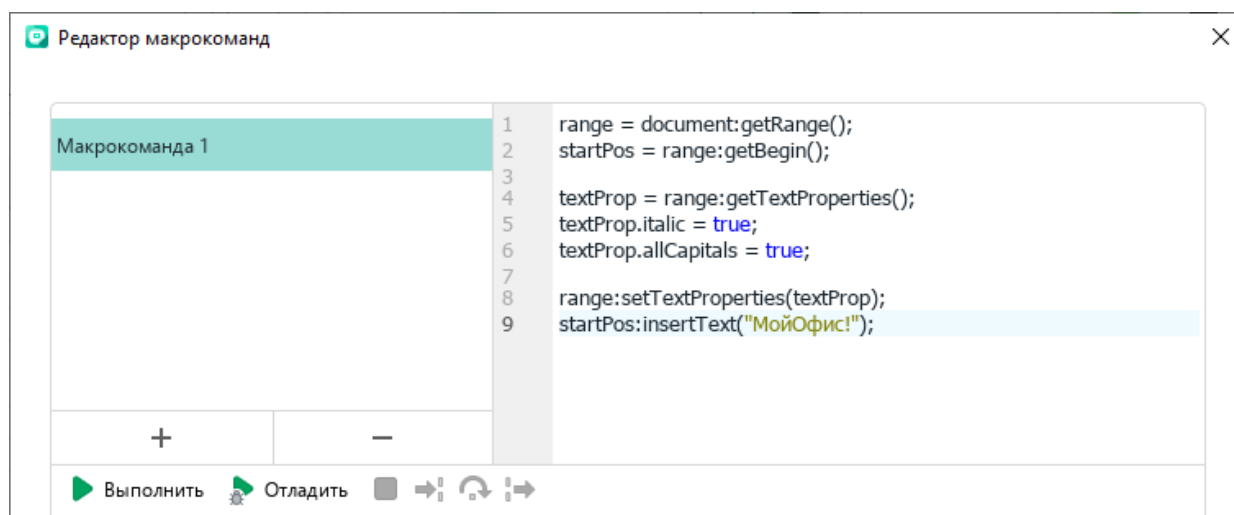 Редактор макрокоманд
Макрокоманда 1
1 range = document:getRange();
2 startPos = range:getBegin();
3
4 textProp = range:getTextProperties();
5 textProp.italic = true;
6 textProp.allCapitals = true;
7
8 range:setTextProperties(textProp);
9 startPos:insertText("МойОфис!");
Выполнить Отладить